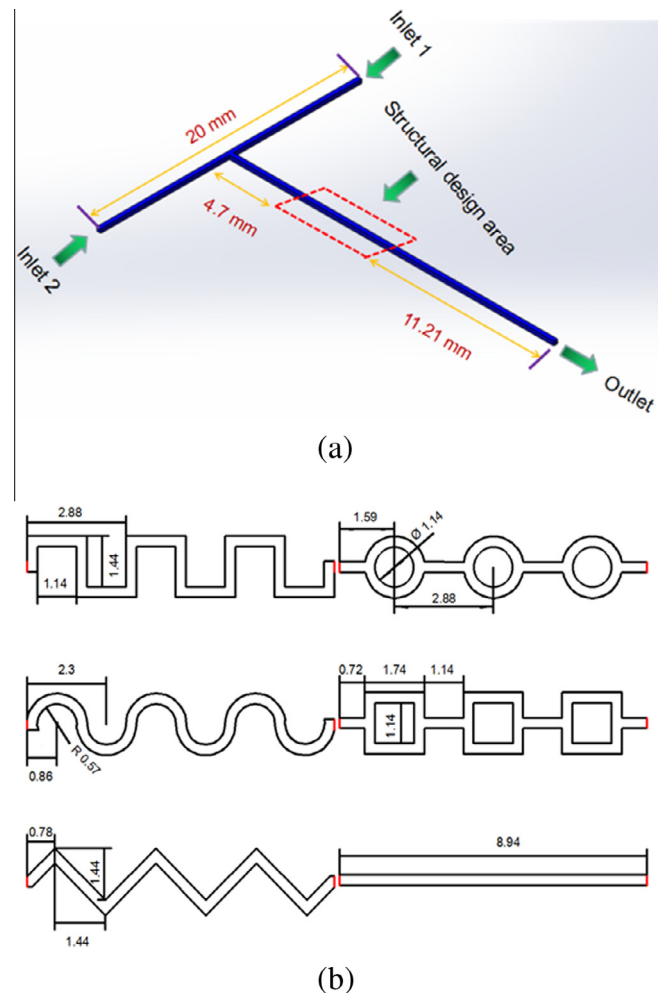 Inlet 1
20 mm
Structural design area
4.7 mm
Inlet 2
11.21 mm
Outlet
(a)
2.88
1.44
1.14
1.59
Ø 1.14
2.88
2.3
R 0.57
0.86
0.72
1.74
1.14
1.14
0.78
1.44
1.44
8.94
(b)